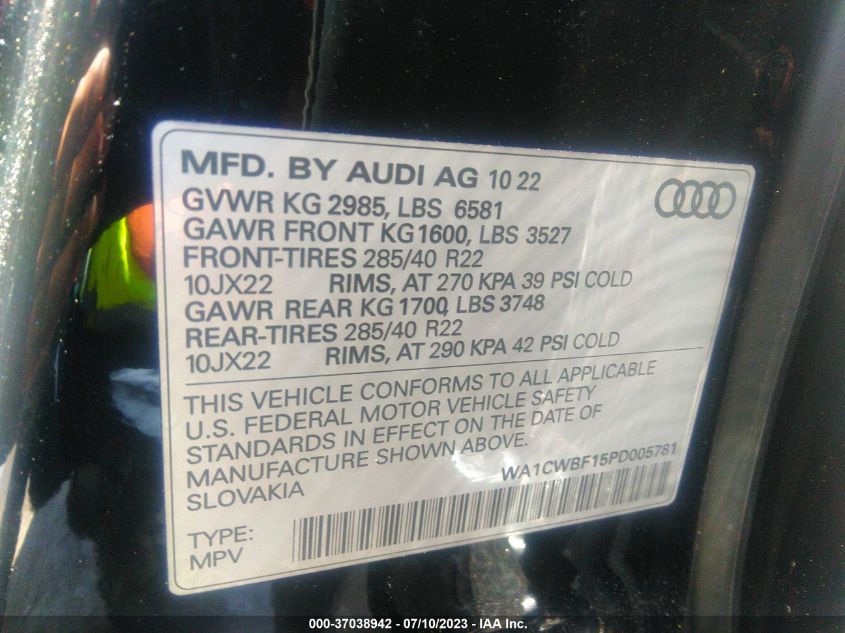 MFD. BY AUDI AG 10 22
GVWR KG 2985, LBS 6581
GAWR FRONT KG 1600, LBS 3527
FRONT-TIRES 285/40 R22
10JX22 RIMS, AT 270 KPA 39 PSI COLD
GAWR REAR KG 1700, LBS 3748
REAR-TIRES 285/40 R22
10JX22 RIMS, AT 290 KPA 42 PSI COLD
THIS VEHICLE CONFORMS TO ALL APPLICABLE
U.S. FEDERAL MOTOR VEHICLE SAFETY
STANDARDS IN EFFECT ON THE DATE OF
MANUFACTURE SHOWN ABOVE.
SLOVAKIA
WA1CWBF15PD005781
TYPE:
MPV
000-37038942 - 07/10/2023 - IAA Inc.